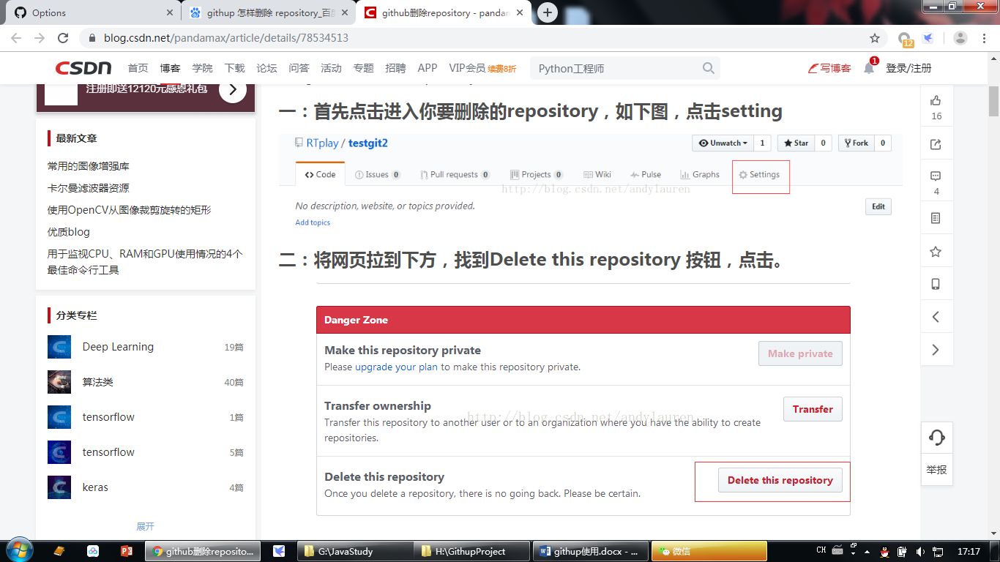 Options
githup 怎样删除 repository_百度
github删除repository - pandam
blog.csdn.net/pandamax/article/details/78534513
12
CSDN 首页 博客 学院 下载 论坛 问答 活动 专题 招聘 APP VIP会员 续费8折 Python工程师 写博客 1 登录/注册
注册即送12120元感恩礼包
最新文章
常用的图像增强库
卡尔曼滤波器资源
使用OpenCV从图像裁剪旋转的矩形
优质blog
用于监视CPU、RAM和GPU使用情况的4个
最佳命令行工具
分类专栏
Deep Learning 19篇
算法类 40篇
tensorflow 1篇
tensorflow 5篇
keras 4篇
展开
一：首先点击进入你要删除的repository，如下图，点击setting
RTplay / testgit2 Unwatch 1 Star 0 Fork 0
Code Issues 0 Pull requests 0 Projects 0 Wiki Pulse Graphs Settings
http://blog.csdn.net/andylauren
No description, website, or topics provided. Edit
Add topics
二：将网页拉到下方，找到Delete this repository 按钮，点击。
Danger Zone
Make this repository private
Please upgrade your plan to make this repository private.
Make private
Transfer ownership
Transfer this repository to another user or to an organization where you have the ability to create
repositories.
Transfer
http://blog.csdn.net/andylauren
Delete this repository
Once you delete a repository, there is no going back. Please be certain.
Delete this repository
16
4
举报
github删除reposito... G:\JavaStudy H:\GithupProject githup使用.docx - ... 微信 CH 17:17